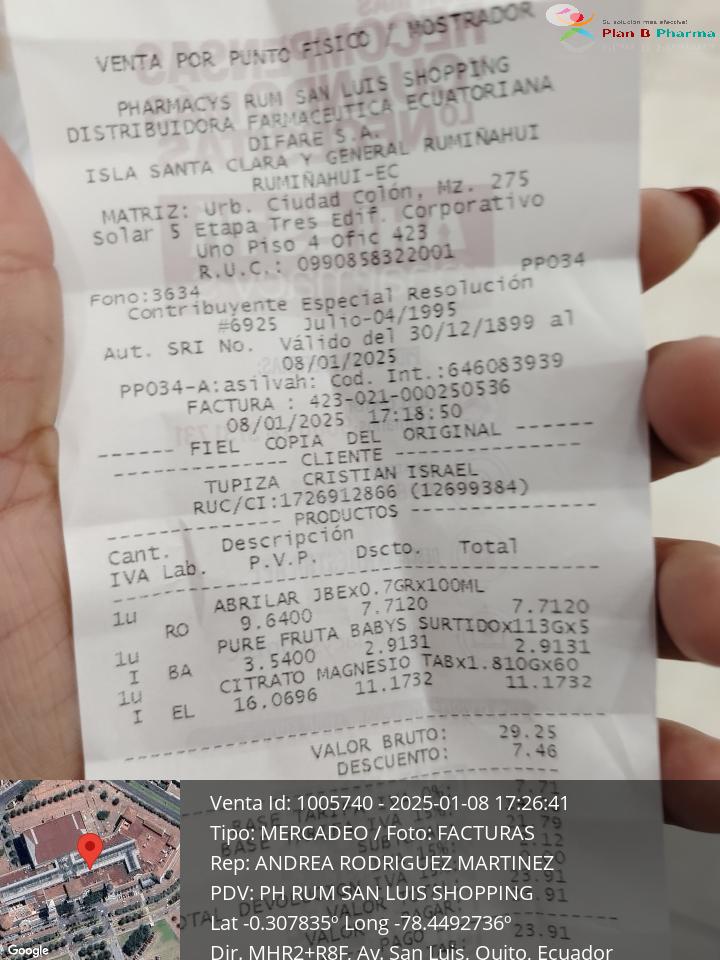 Su solución más efectiva!
Plan B Pharma
VENTA POR PUNTO FÍSICO / MOSTRADOR
PHARMACYS RUM SAN LUIS SHOPPING
DISTRIBUIDORA FARMACEUTICA ECUATORIANA
DIFARE S.A.
ISLA SANTA CLARA Y GENERAL RUMIÑAHUI
RUMIÑAHUI-EC
MATRIZ: Urb. Ciudad Colón, Mz. 275
Solar 5 Etapa Tres Edif. Corporativo
Uno Piso 4 Ofic 423
R.U.C.: 0990858322001
Fono:3634 PP034
Contribuyente Especial Resolución
#6925 Julio-04/1995
Aut. SRI No. Válido del 30/12/1899 al
08/01/2025
PP034-A:asilvah: Cod. Int.:646083939
FACTURA : 423-021-000250536
08/01/2025 17:18:50
------ FIEL COPIA DEL ORIGINAL ------
-------------- CLIENTE --------------
TUPIZA CRISTIAN ISRAEL
RUC/CI:1726912866 (12699384)
------------- PRODUCTOS -------------
Cant. Descripción
IVA Lab. P.V.P. Dscto. Total
ABRILAR JBEx0.7GRx100ML
1u RO 9.6400 7.7120 7.7120
PURE FRUTA BABYS SURTIDOx113Gx5
1u I BA 3.5400 2.9131 2.9131
CITRATO MAGNESIO TABx1.810Gx60
1u I EL 16.0696 11.1732 11.1732
VALOR BRUTO: 29.25
DESCUENTO: 7.46
Venta Id: 1005740 - 2025-01-08 17:26:41
Tipo: MERCADEO / Foto: FACTURAS
Rep: ANDREA RODRIGUEZ MARTINEZ
PDV: PH RUM SAN LUIS SHOPPING
Lat -0.307835º Long -78.4492736º
Dir. MHR2+R8F, Av. San Luis, Quito, Ecuador
Google
23.91